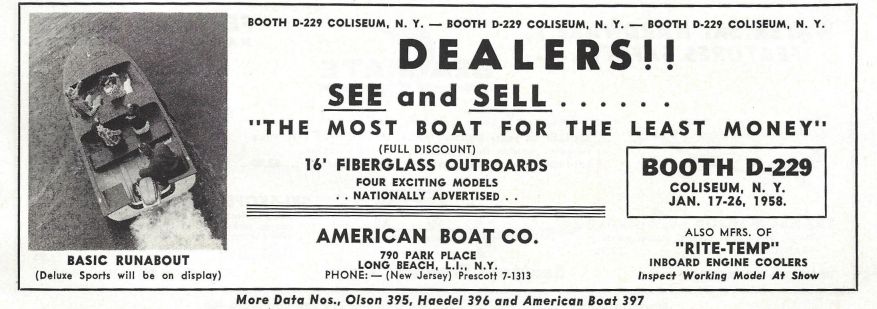 BOOTH D-229 COLISEUM, N. Y. — BOOTH D-229 COLISEUM, N. Y. — BOOTH D-229 COLISEUM, N. Y.
DEALERS!!
SEE and SELL . . . . . .
"THE MOST BOAT FOR THE LEAST MONEY"
(FULL DISCOUNT)
16' FIBERGLASS OUTBOARDS
FOUR EXCITING MODELS
. . NATIONALLY ADVERTISED . .
BOOTH D-229
COLISEUM, N. Y.
JAN. 17-26, 1958.
BASIC RUNABOUT
(Deluxe Sports will be on display)
AMERICAN BOAT CO.
790 PARK PLACE
LONG BEACH, L.I., N.Y.
PHONE: — (New Jersey) Prescott 7-1313
ALSO MFRS. OF
"RITE-TEMP"
INBOARD ENGINE COOLERS
Inspect Working Model At Show
More Data Nos., Olson 395, Haedel 396 and American Boat 397